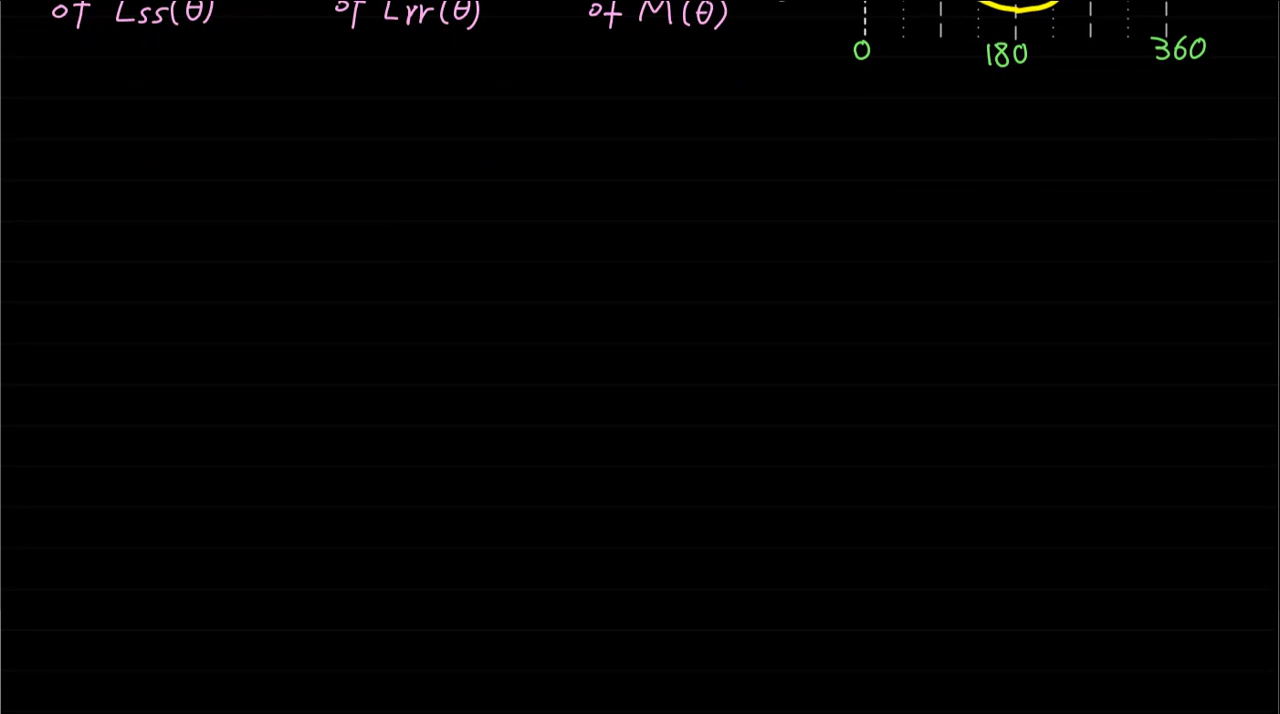 of Lss(θ) of Lrr(θ) of M(θ)
0 180 360